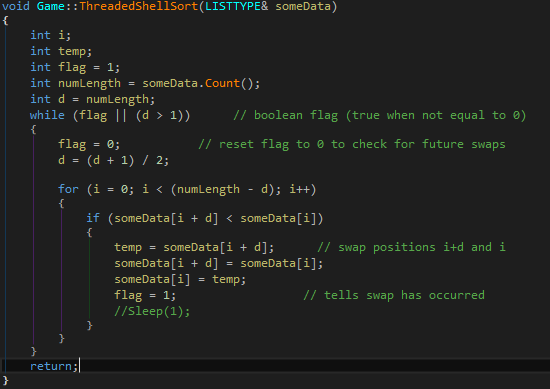 void Game::ThreadedShellSort(LISTTYPE& someData)
{
    int i;
    int temp;
    int flag = 1;
    int numLength = someData.Count();
    int d = numLength;
    while (flag || (d > 1))      // boolean flag (true when not equal to 0)
    {
        flag = 0;           // reset flag to 0 to check for future swaps
        d = (d + 1) / 2;

        for (i = 0; i < (numLength - d); i++)
        {
            if (someData[i + d] < someData[i])
            {
                temp = someData[i + d];      // swap positions i+d and i
                someData[i + d] = someData[i];
                someData[i] = temp;
                flag = 1;                  // tells swap has occurred
                //Sleep(1);
            }
        }
    }
    return;
}